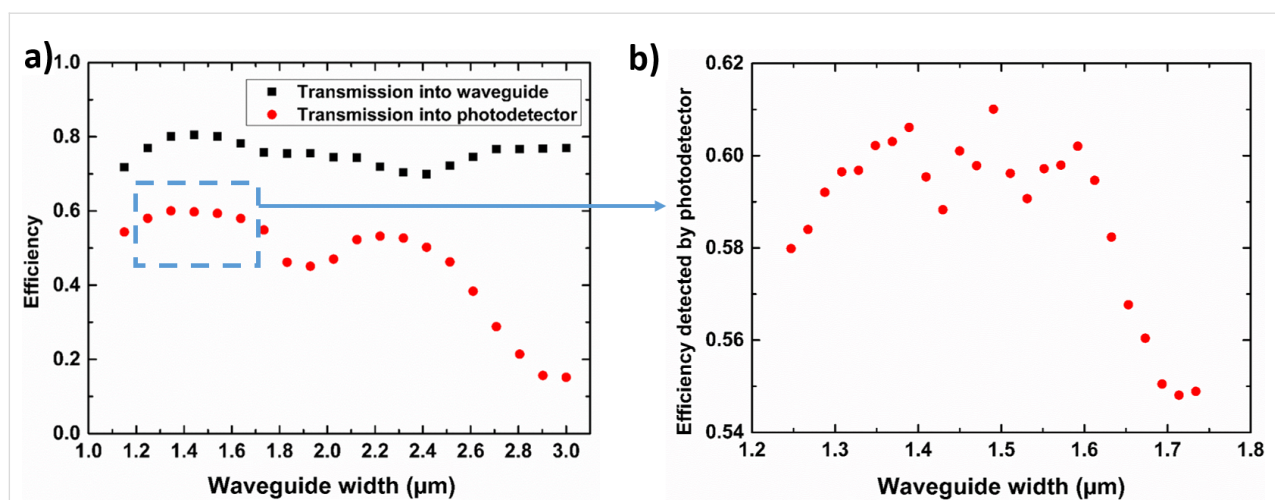 a)
1.0
0.8
0.6
0.4
0.2
0.0
Efficiency
Transmission into waveguide
Transmission into photodetector
1.0 1.2 1.4 1.6 1.8 2.0 2.2 2.4 2.6 2.8 3.0
Waveguide width (μm)
b)
0.62
0.60
0.58
0.56
0.54
Efficiency detected by photodetector
1.2 1.3 1.4 1.5 1.6 1.7 1.8
Waveguide width (μm)